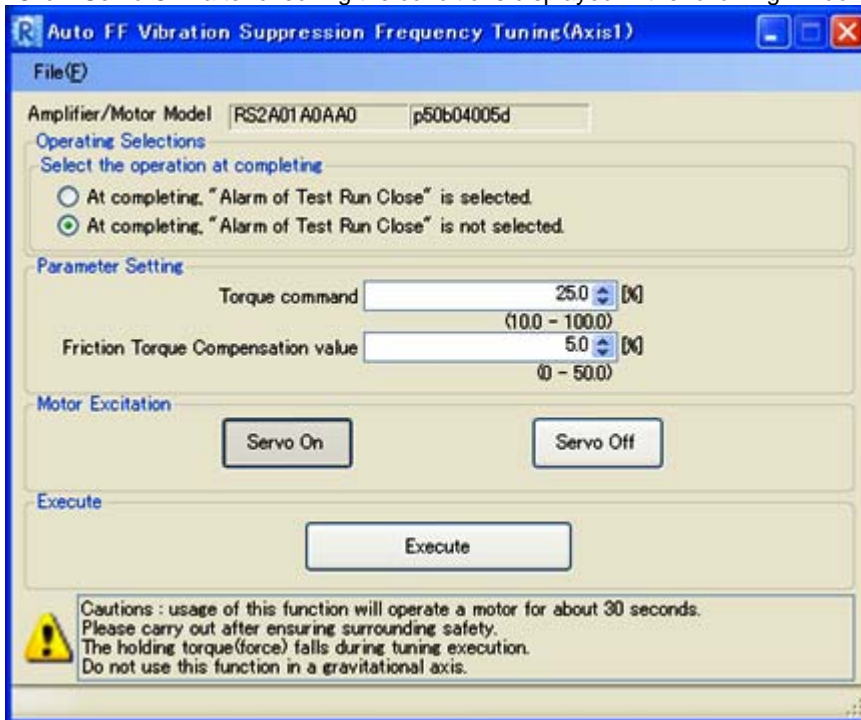 Auto FF Vibration Suppression Frequency Tuning(Axis1)
File(F)
Amplifier/Motor Model RS2A01A0AA0 p50b04005d
Operating Selections
Select the operation at completing
At completing, "Alarm of Test Run Close" is selected.
At completing, "Alarm of Test Run Close" is not selected.
Parameter Setting
Torque command 25.0 [%]
(10.0 - 100.0)
Friction Torque Compensation value 5.0 [%]
(0 - 50.0)
Motor Excitation
Servo On Servo Off
Execute
Execute
Cautions : usage of this function will operate a motor for about 30 seconds.
Please carry out after ensuring surrounding safety.
The holding torque(force) falls during tuning execution.
Do not use this function in a gravitational axis.